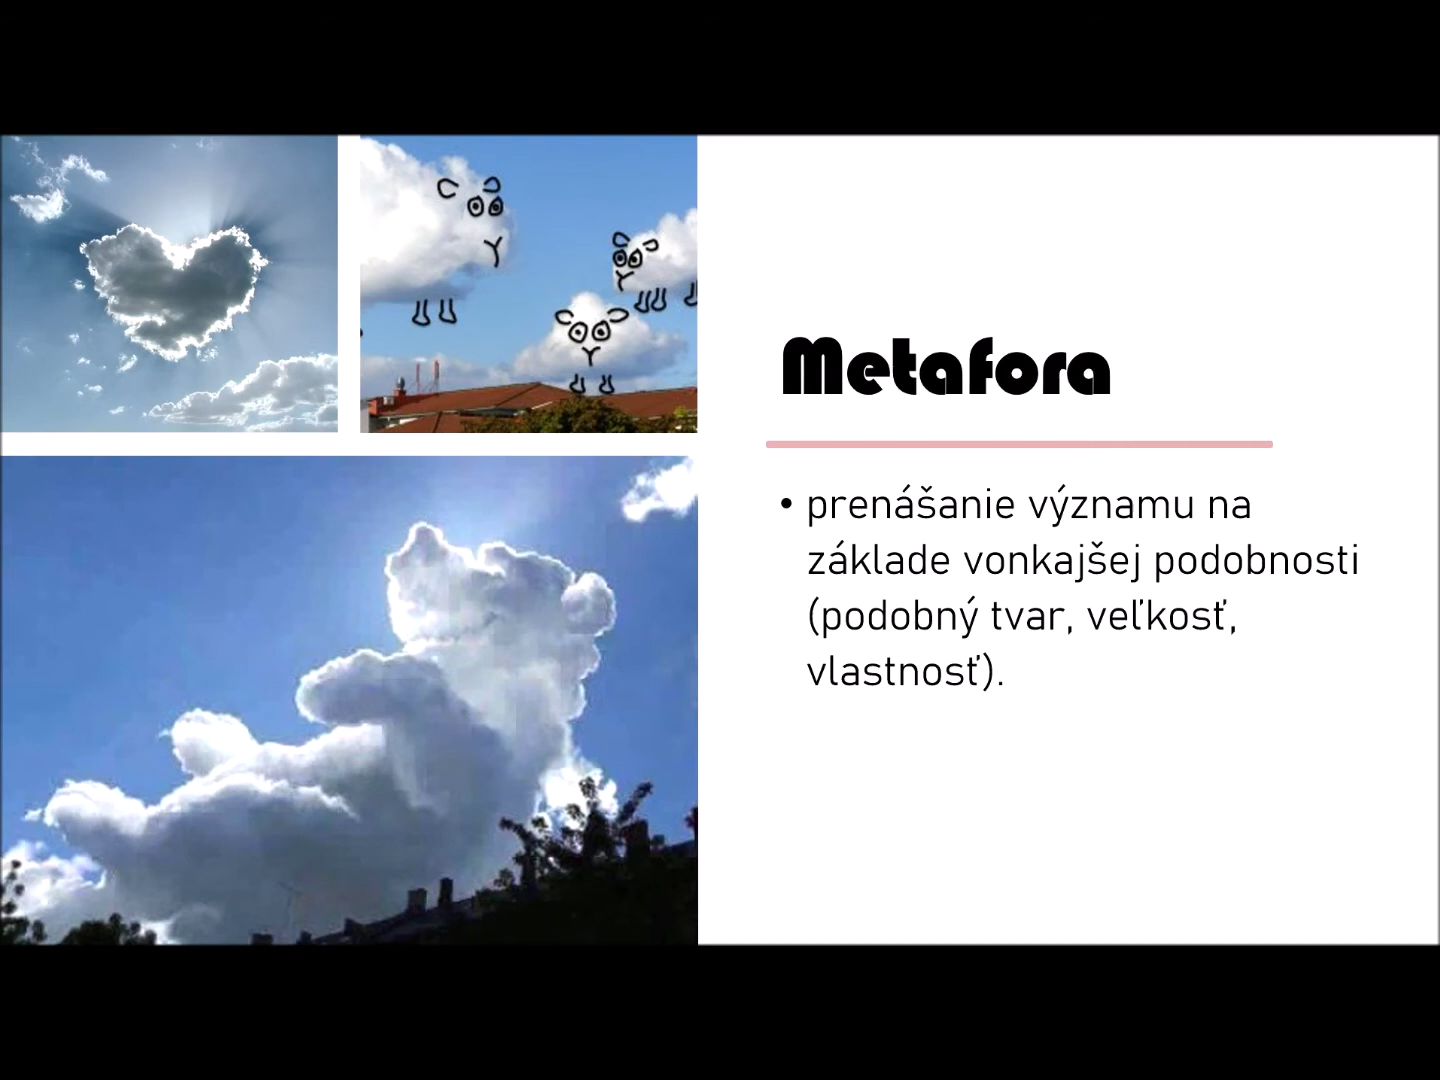 Metafora
• prenášanie významu na
základe vonkajšej podobnosti
(podobný tvar, veľkosť,
vlastnosť).